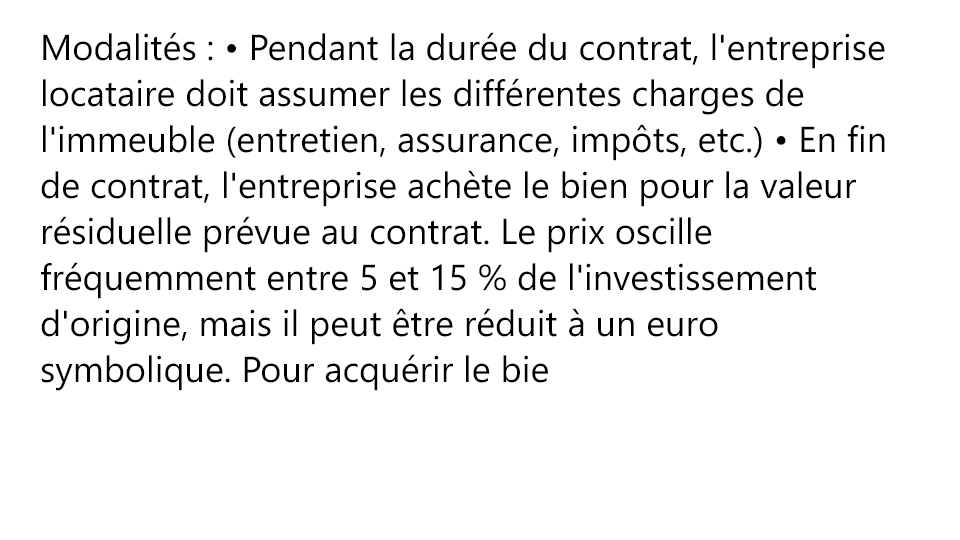 Modalités : • Pendant la durée du contrat, l'entreprise
locataire doit assumer les différentes charges de
l'immeuble (entretien, assurance, impôts, etc.) • En fin
de contrat, l'entreprise achète le bien pour la valeur
résiduelle prévue au contrat. Le prix oscille
fréquemment entre 5 et 15 % de l'investissement
d'origine, mais il peut être réduit à un euro
symbolique. Pour acquérir le bie